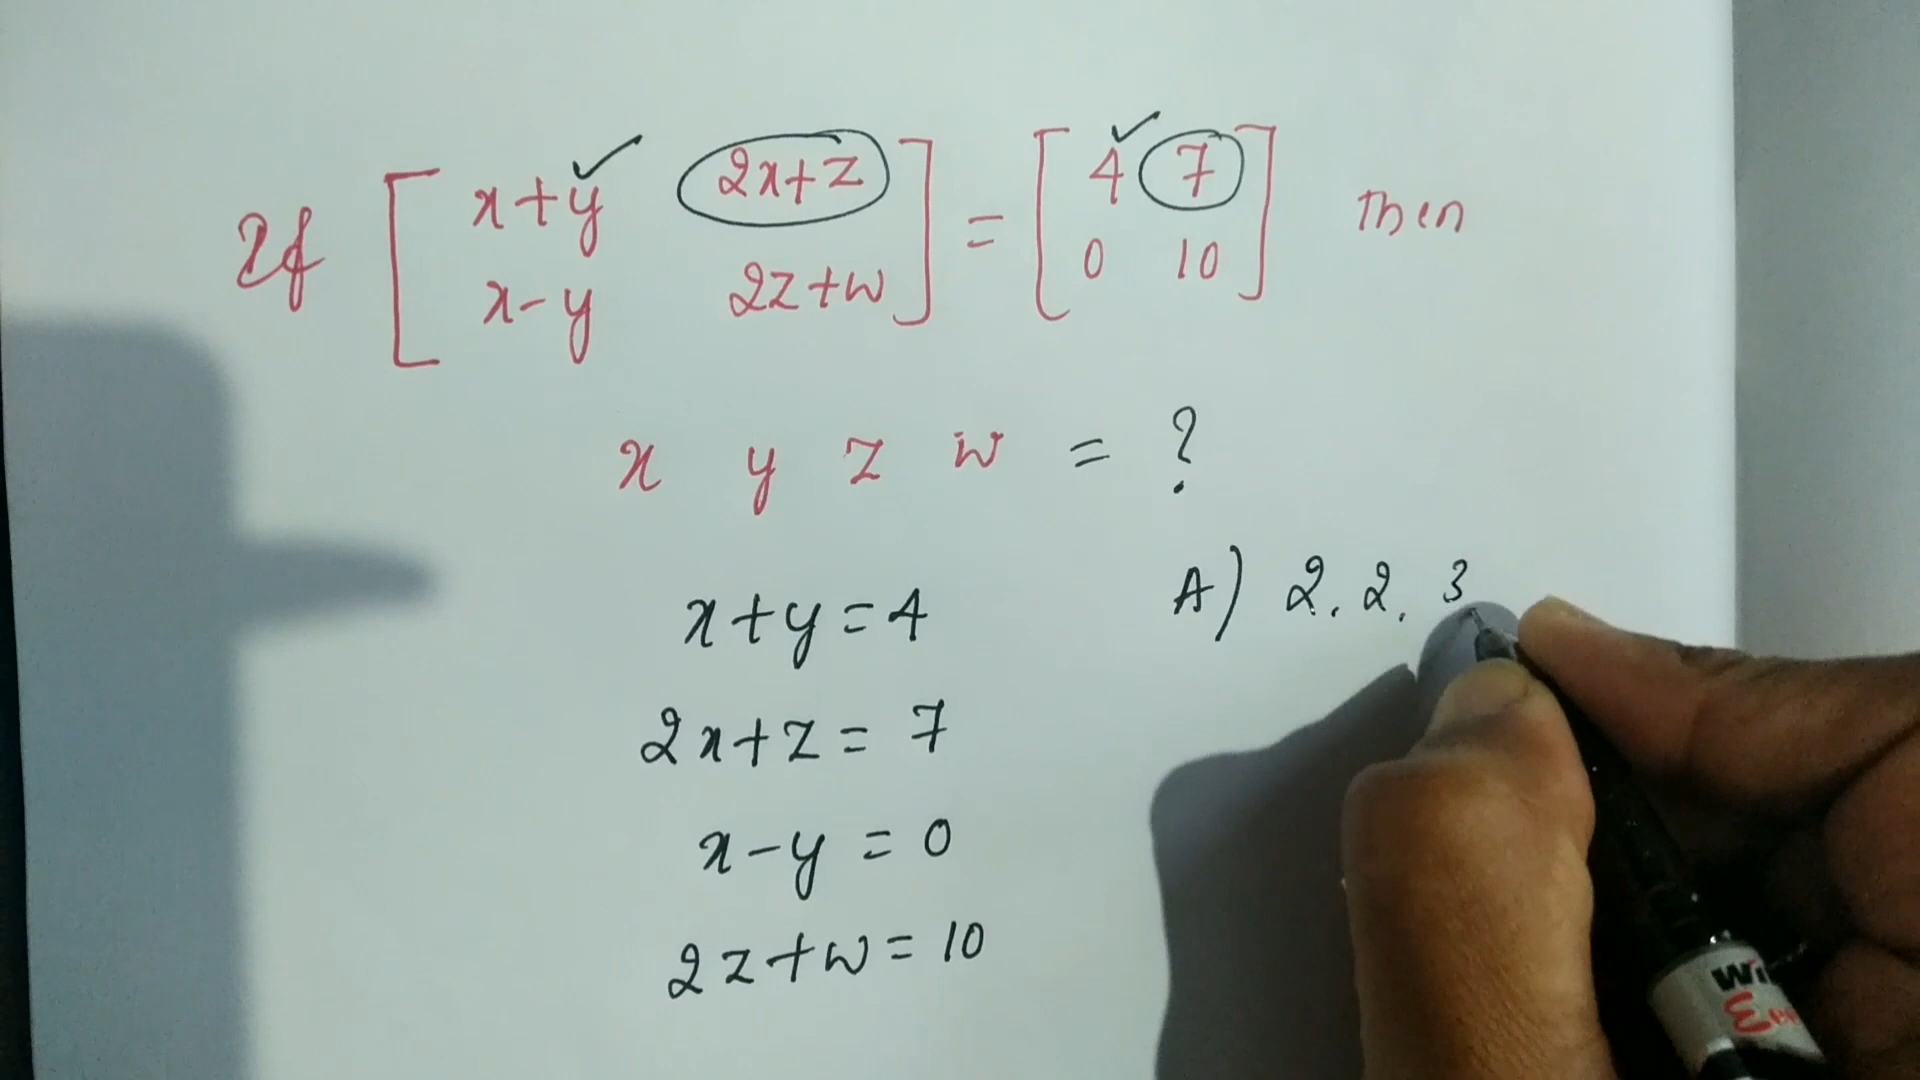 If [ x+y 2x+z ] = [ 4 7 ] then
[ x-y 2z+w ] [ 0 10 ]
x y z w = ?
A) 2. 2. 3
x+y=4
2x+z= 7
x-y = 0
2z+w= 10